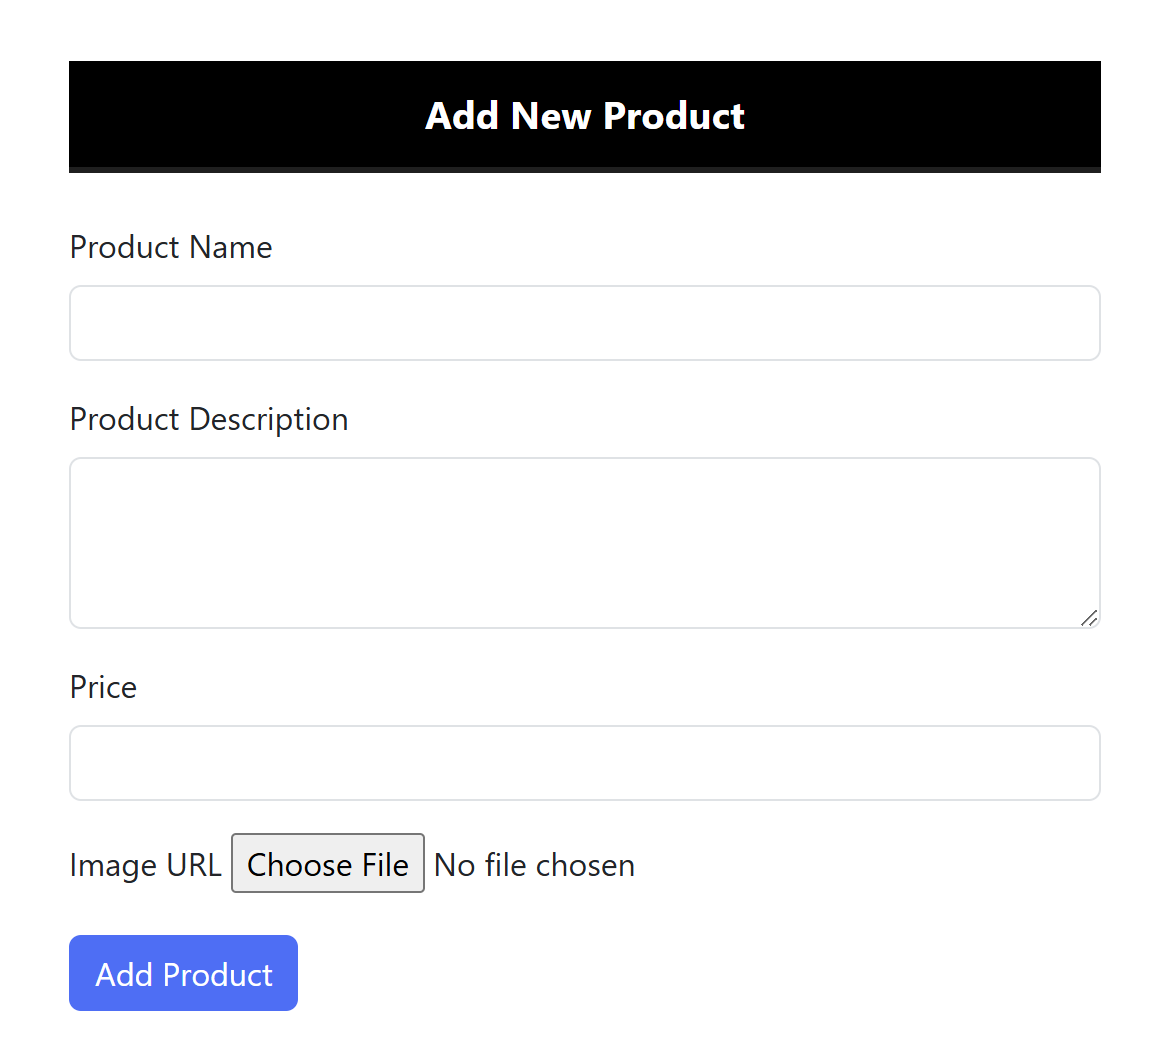 Add New Product
Product Name
Product Description
Price
Image URL Choose File No file chosen
Add Product